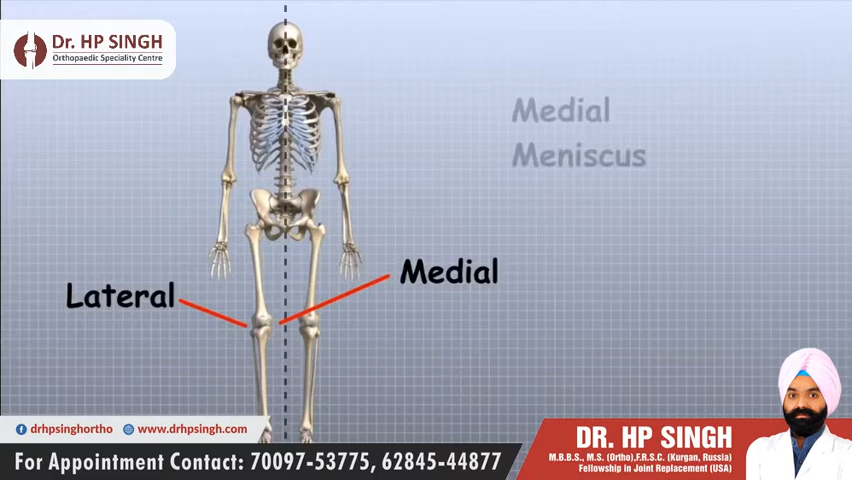 Dr. HP SINGH
Orthopaedic Speciality Centre
Medial
Meniscus
Medial
Lateral
drhpsinghortho www.drhpsingh.com
For Appointment Contact: 70097-53775, 62845-44877
DR. HP SINGH
M.B.B.S., M.S. (Ortho),F.R.S.C. (Kurgan, Russia)
Fellowship in Joint Replacement (USA)